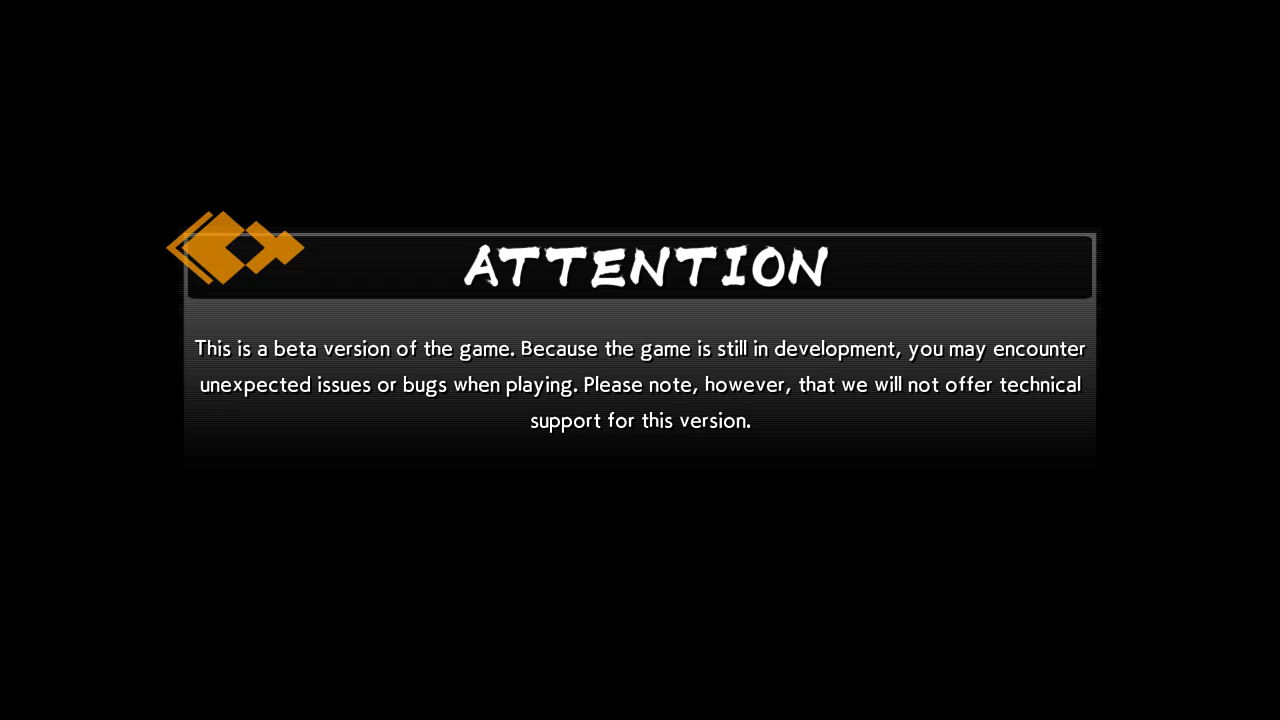 ATTENTION
This is a beta version of the game. Because the game is still in development, you may encounter
unexpected issues or bugs when playing. Please note, however, that we will not offer technical
support for this version.